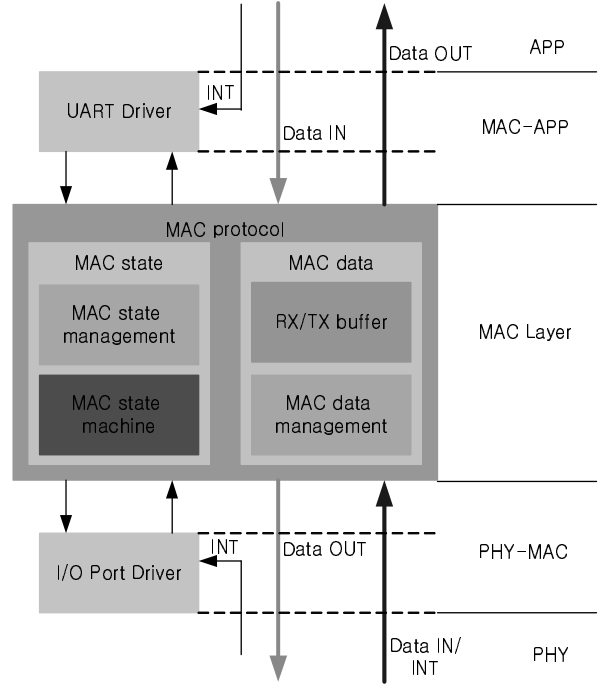 APP
Data OUT
INT
UART Driver
MAC-APP
Data IN
MAC protocol
MAC state
MAC data
MAC state
management
RX/TX buffer
MAC Layer
MAC state
machine
MAC data
management
INT
Data OUT
PHY-MAC
I/O Port Driver
Data IN/
INT
PHY